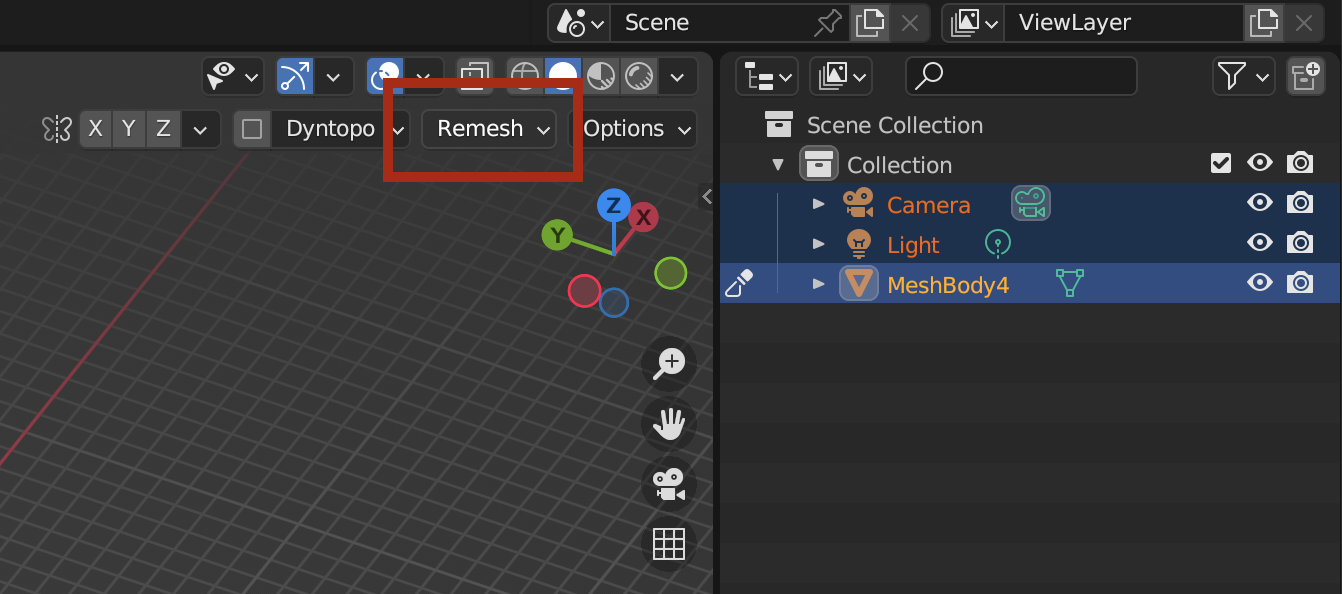 Scene
ViewLayer
X Y Z Dyntopo Remesh Options
Z
X
Y
Scene Collection
Collection
Camera
Light
MeshBody4